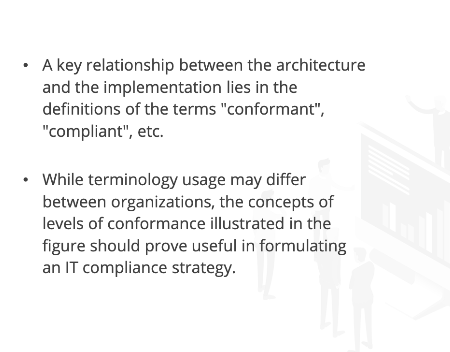 • A key relationship between the architecture
and the implementation lies in the
definitions of the terms "conformant",
"compliant", etc.
• While terminology usage may differ
between organizations, the concepts of
levels of conformance illustrated in the
figure should prove useful in formulating
an IT compliance strategy.